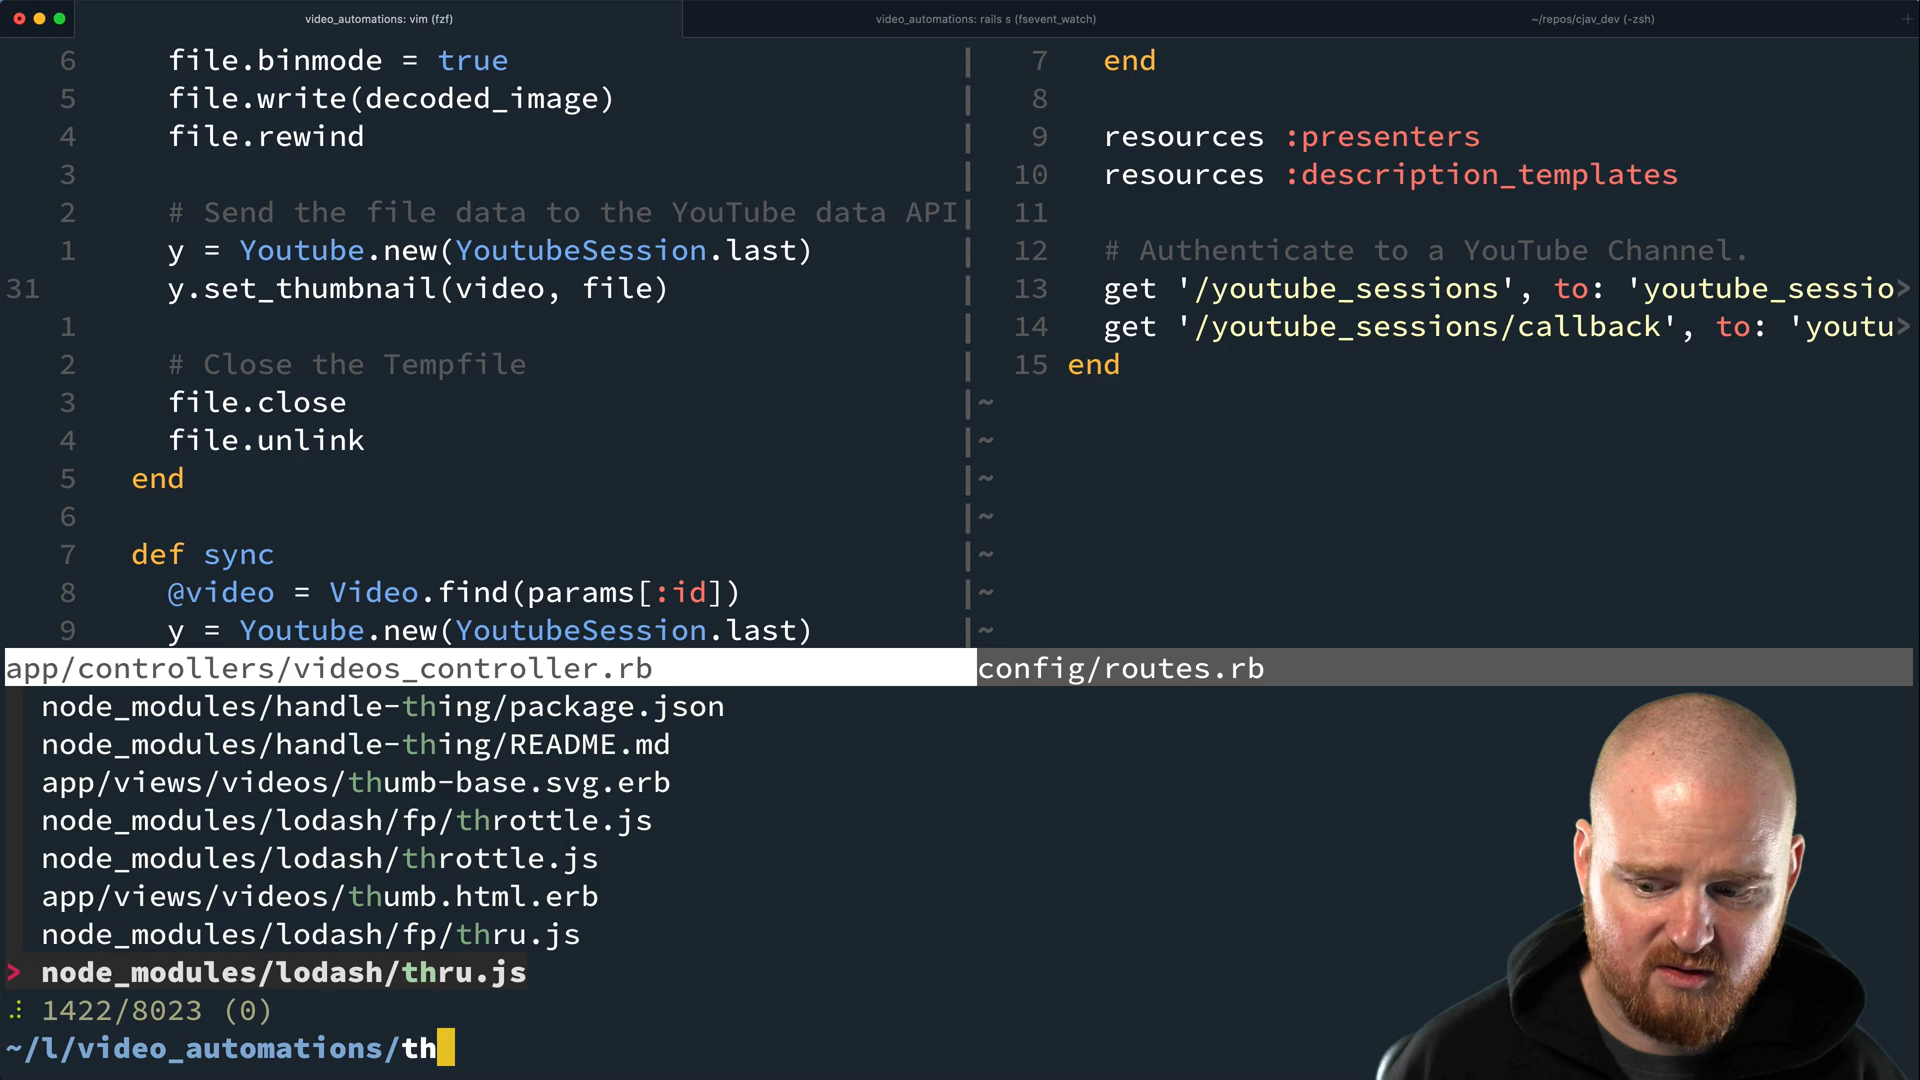 video_automations: vim (fzf)
video_automations: rails s (fsevent_watch)
~/repos/cjav_dev (-zsh)
+
6 file.binmode = true
5 file.write(decoded_image)
4 file.rewind
3
2 # Send the file data to the YouTube data API
1 y = Youtube.new(YoutubeSession.last)
31 y.set_thumbnail(video, file)
1
2 # Close the Tempfile
3 file.close
4 file.unlink
5 end
6
7 def sync
8 @video = Video.find(params[:id])
9 y = Youtube.new(YoutubeSession.last)
app/controllers/videos_controller.rb
7 end
8
9 resources :presenters
10 resources :description_templates
11
12 # Authenticate to a YouTube Channel.
13 get '/youtube_sessions', to: 'youtube_sessio>
14 get '/youtube_sessions/callback', to: 'youtu>
15 end
~
~
~
~
~
~
~
config/routes.rb
node_modules/handle-thing/package.json
node_modules/handle-thing/README.md
app/views/videos/thumb-base.svg.erb
node_modules/lodash/fp/throttle.js
node_modules/lodash/throttle.js
app/views/videos/thumb.html.erb
node_modules/lodash/fp/thru.js
> node_modules/lodash/thru.js
1422/8023 (0)
~/l/video_automations/th